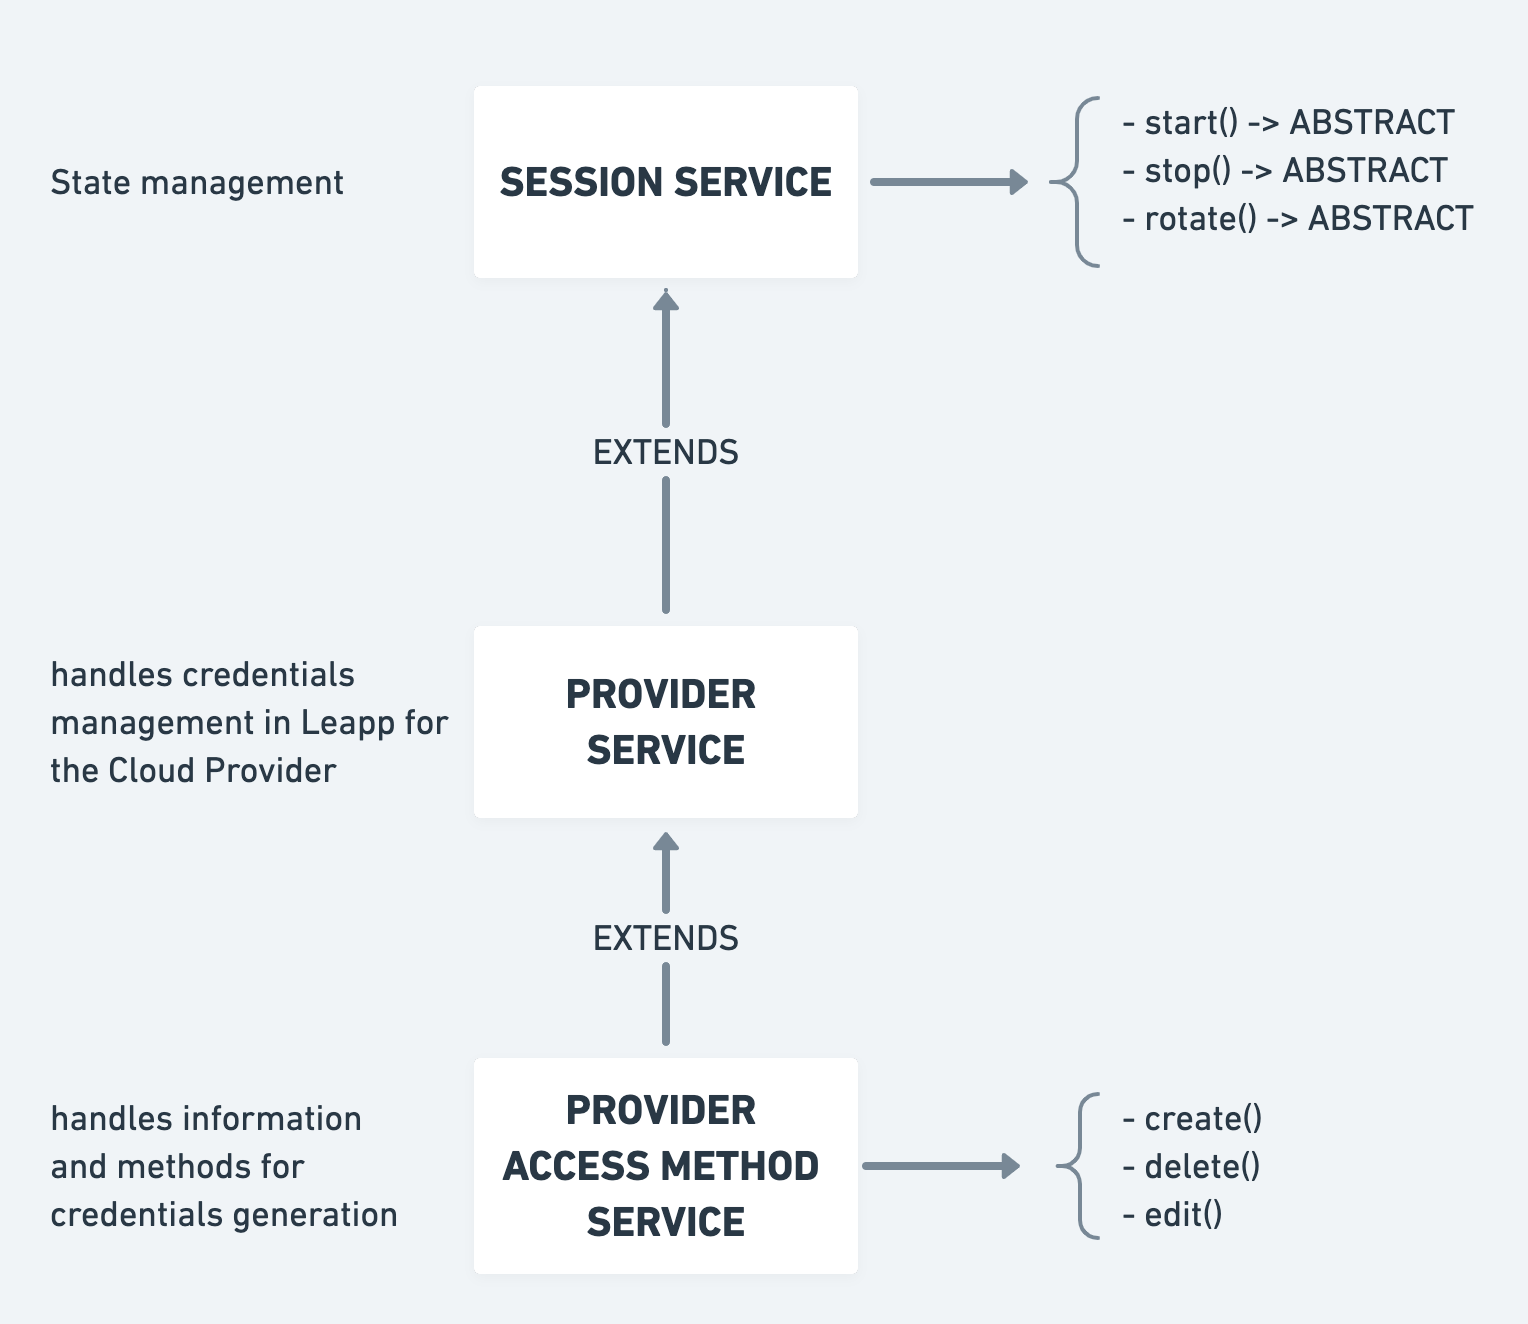 State management
SESSION SERVICE
- start() -> ABSTRACT
- stop() -> ABSTRACT
- rotate() -> ABSTRACT
EXTENDS
handles credentials
management in Leapp for
the Cloud Provider
PROVIDER
SERVICE
EXTENDS
handles information
and methods for
credentials generation
PROVIDER
ACCESS METHOD
SERVICE
- create()
- delete()
- edit()